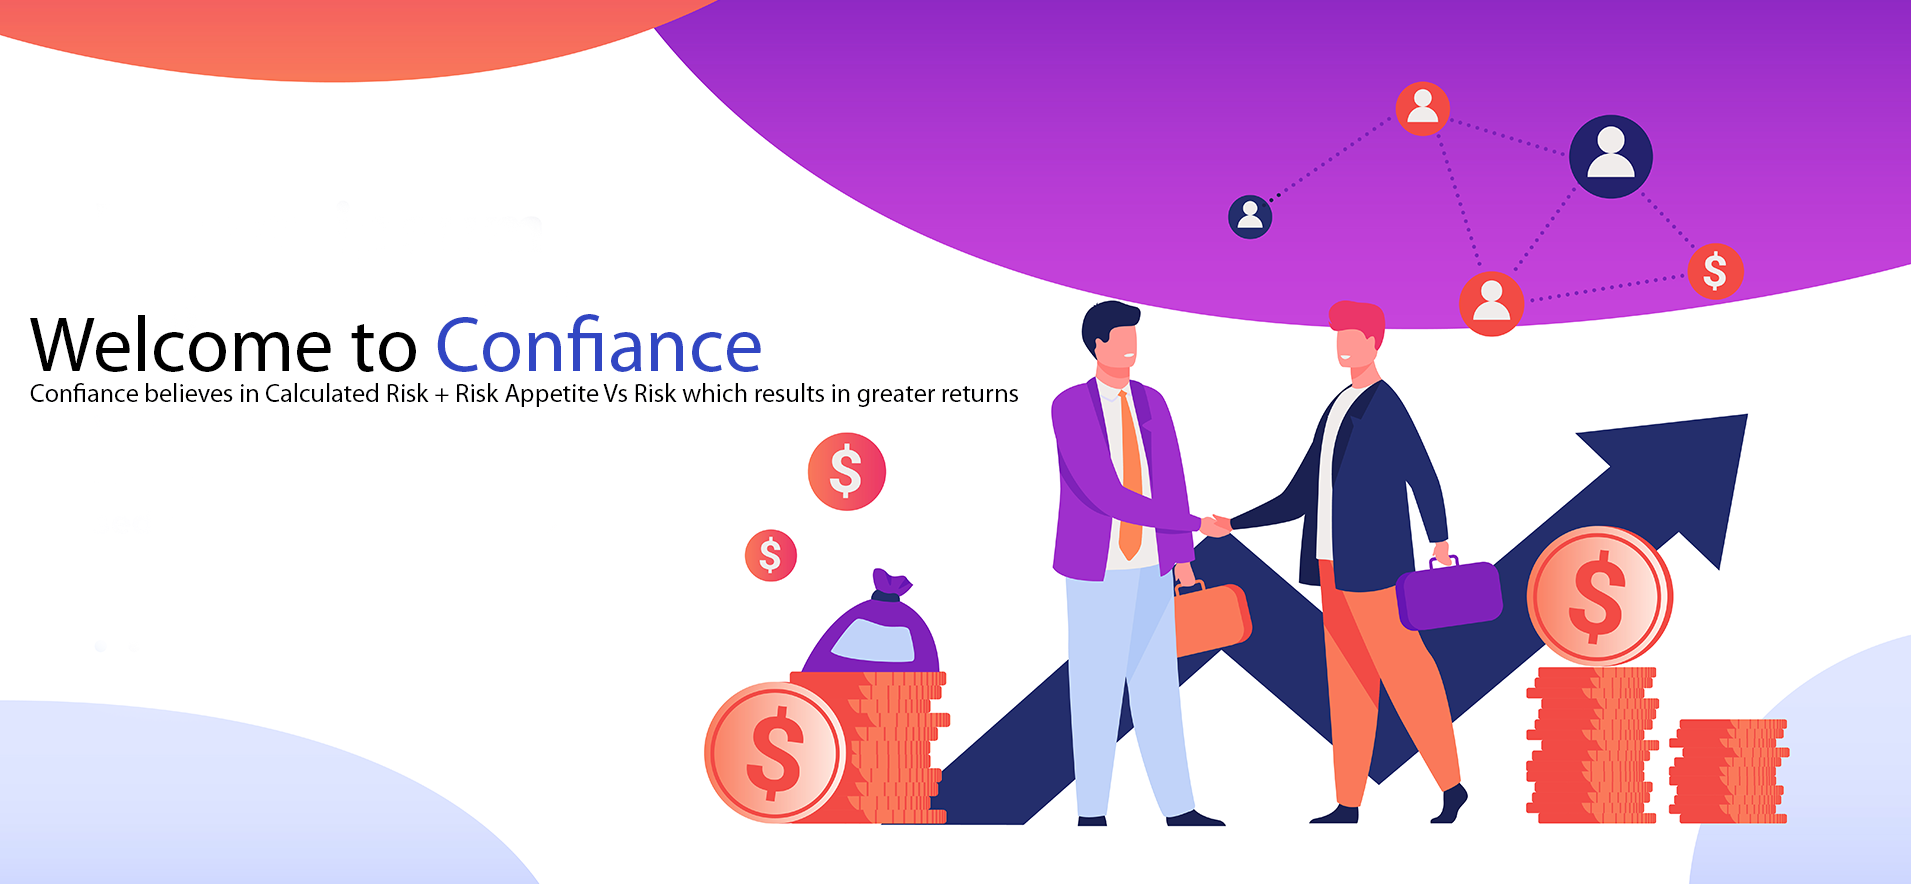 Welcome to Confiance
Confiance believes in Calculated Risk + Risk Appetite Vs Risk which results in greater returns
$
$
$
$
$